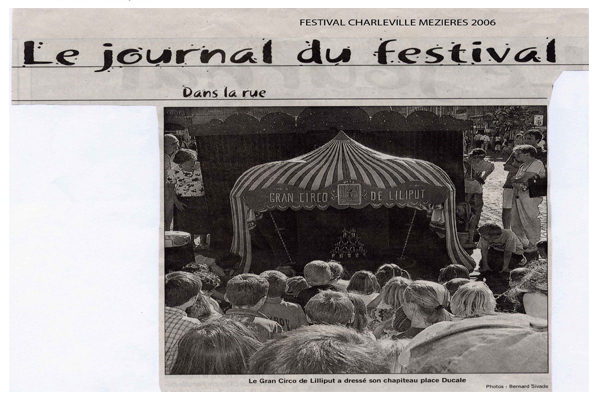 FESTIVAL CHARLEVILLE MEZIERES 2006
Le journal du festival
Dans la rue
GRAN CIRCO DE LILIPUT
Le Gran Circo de Lilliput a dressé son chapiteau place Ducale
Photos - Bernard Sivade